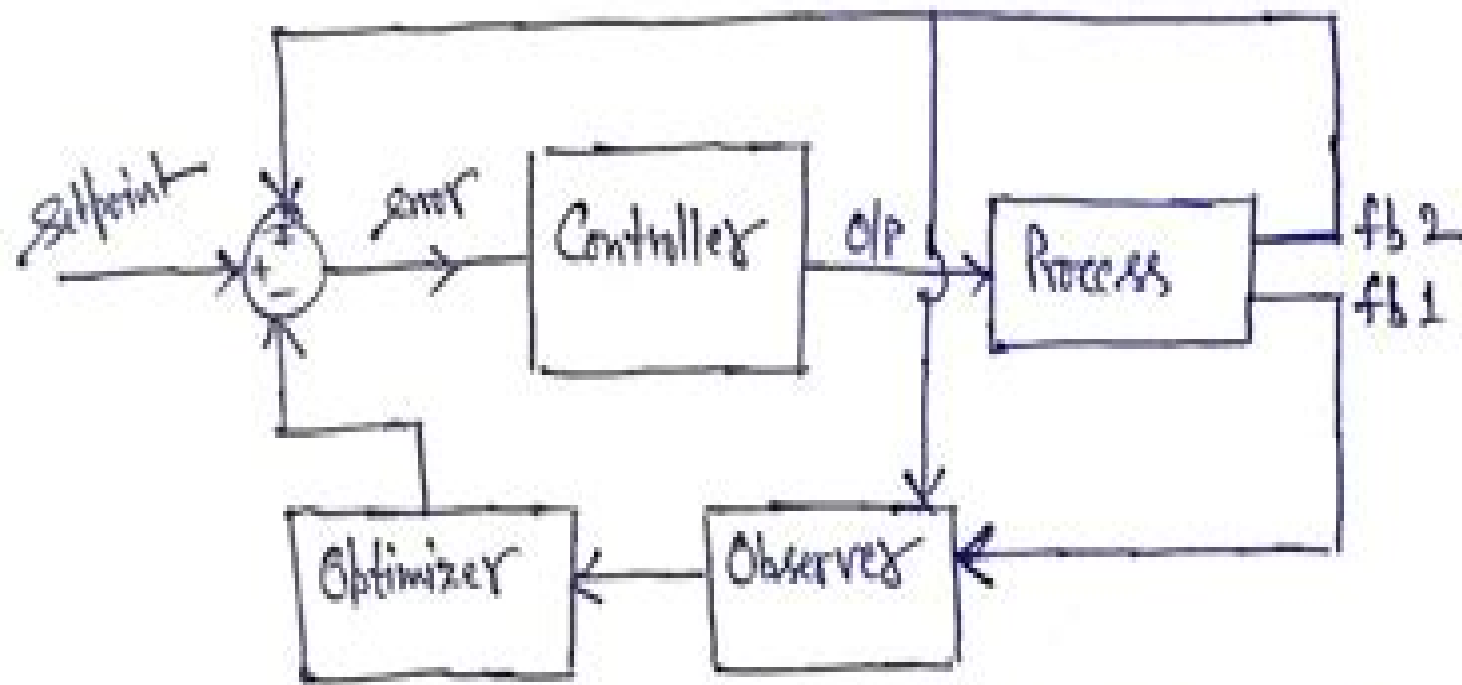 Setpoint
+
+
-
error
Controller
O/P
Process
fb 2
fb 1
Optimizer
Observer